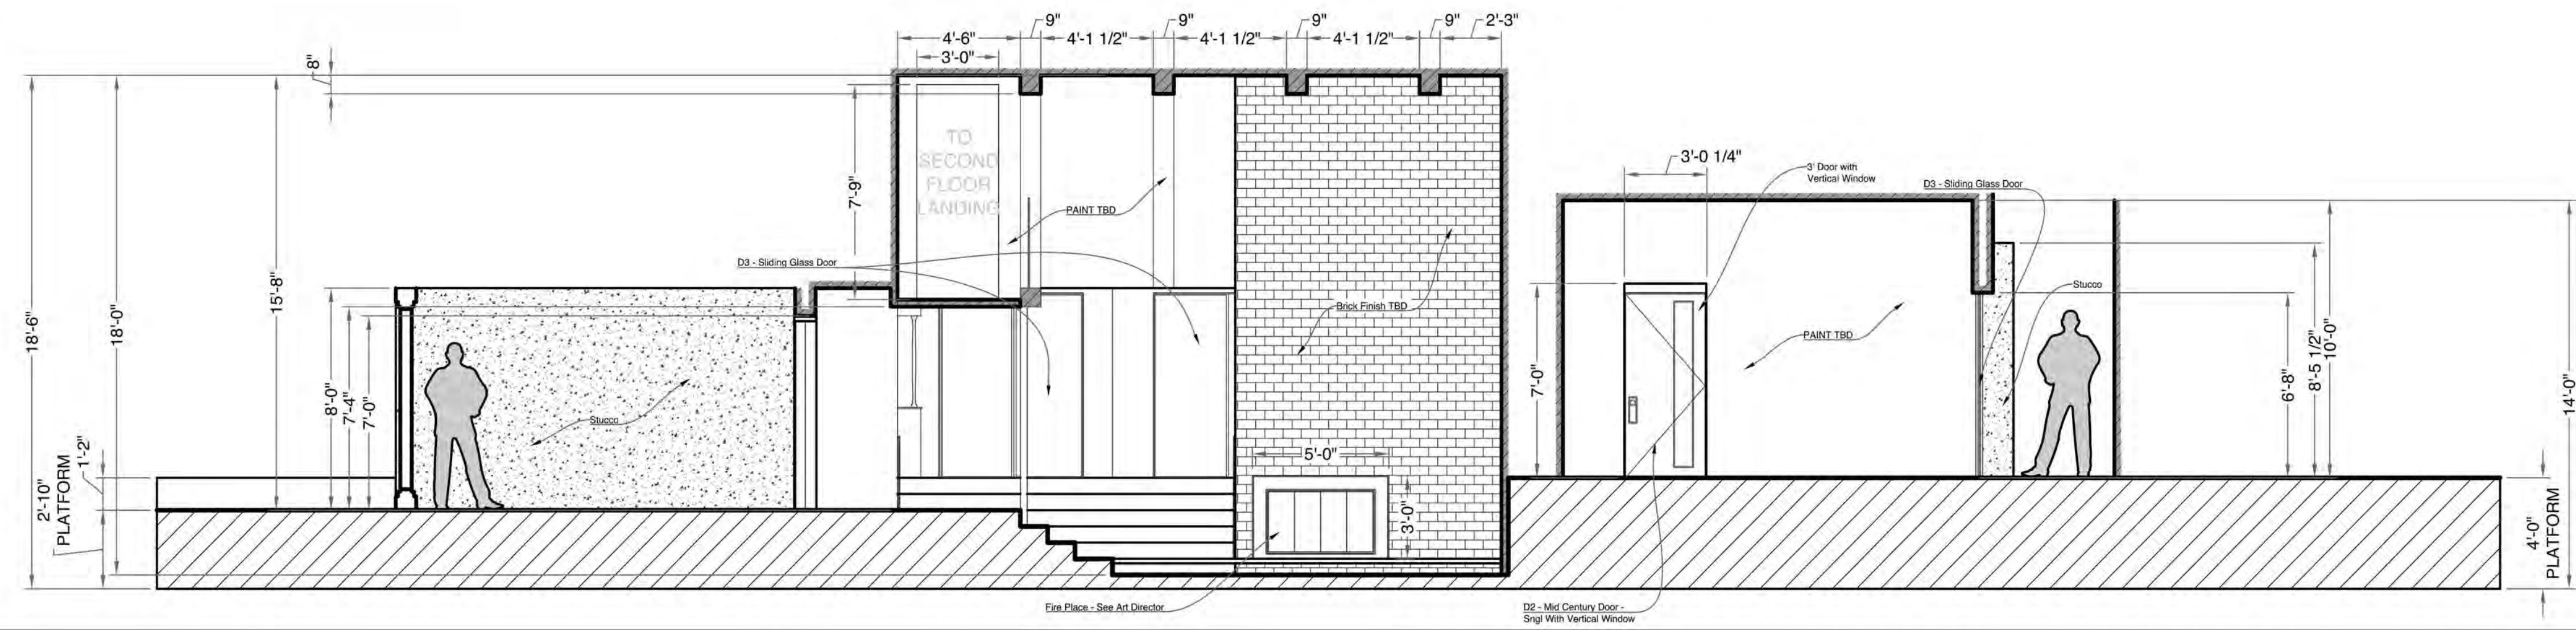 9"
9"
9"
9"
2'-3"
4'-6"
4'-1 1/2"
4'-1 1/2"
4'-1 1/2"
3'-0"
8"
18'-6"
18'-0"
15'-8"
7'-9"
TO
SECOND
FLOOR
LANDING
PAINT TBD
D3 - Sliding Glass Door
Brick Finish TBD
3'-0 1/4"
3' Door with
Vertical Window
D3 - Sliding Glass Door
Stucco
PAINT TBD
8'-0"
7'-4"
7'-0"
Stucco
5'-0"
3'-0"
7'-0"
6'-8"
8'-5 1/2"
10'-0"
14'-0"
1'-2"
2'-10"
PLATFORM
4'-0"
PLATFORM
Fire Place - See Art Director
D2 - Mid Century Door -
Sngl With Vertical Window